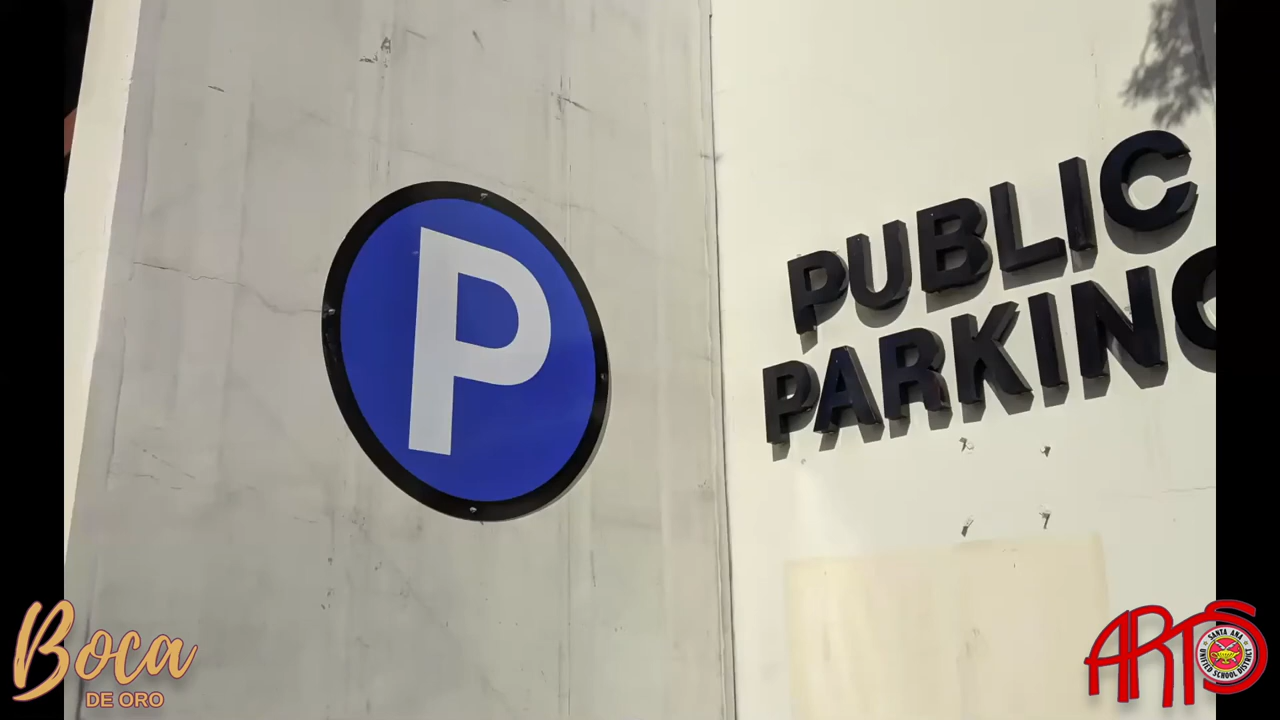 P
PUBLIC
PARKING
Boca
DE ORO
ARTS
SANTA ANA
UNIFIED SCHOOL DISTRICT